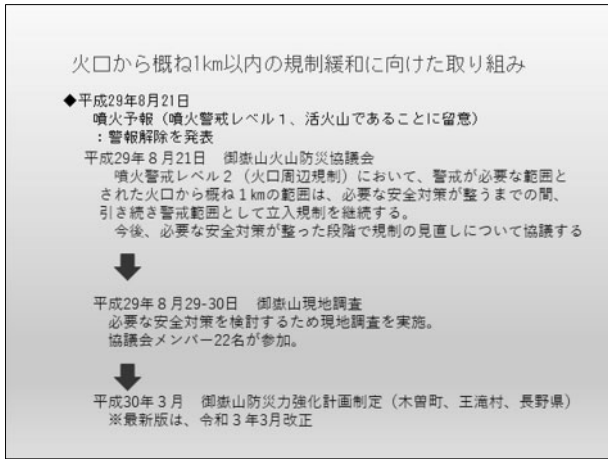 火口から概ね1km以内の規制緩和に向けた取り組み
◆平成29年8月21日
噴火予報（噴火警戒レベル１、活火山であることに留意）
：警報解除を発表
平成29年８月21日　御嶽山火山防災協議会
噴火警戒レベル２（火口周辺規制）において、警戒が必要な範囲と
された火口から概ね１kmの範囲は、必要な安全対策が整うまでの間、
引き続き警戒範囲として立入規制を継続する。
今後、必要な安全対策が整った段階で規制の見直しについて協議する
平成29年８月29-30日　御嶽山現地調査
必要な安全対策を検討するため現地調査を実施。
協議会メンバー22名が参加。
平成30年３月　御嶽山防災力強化計画制定（木曽町、王滝村、長野県）
※最新版は、令和３年3月改正